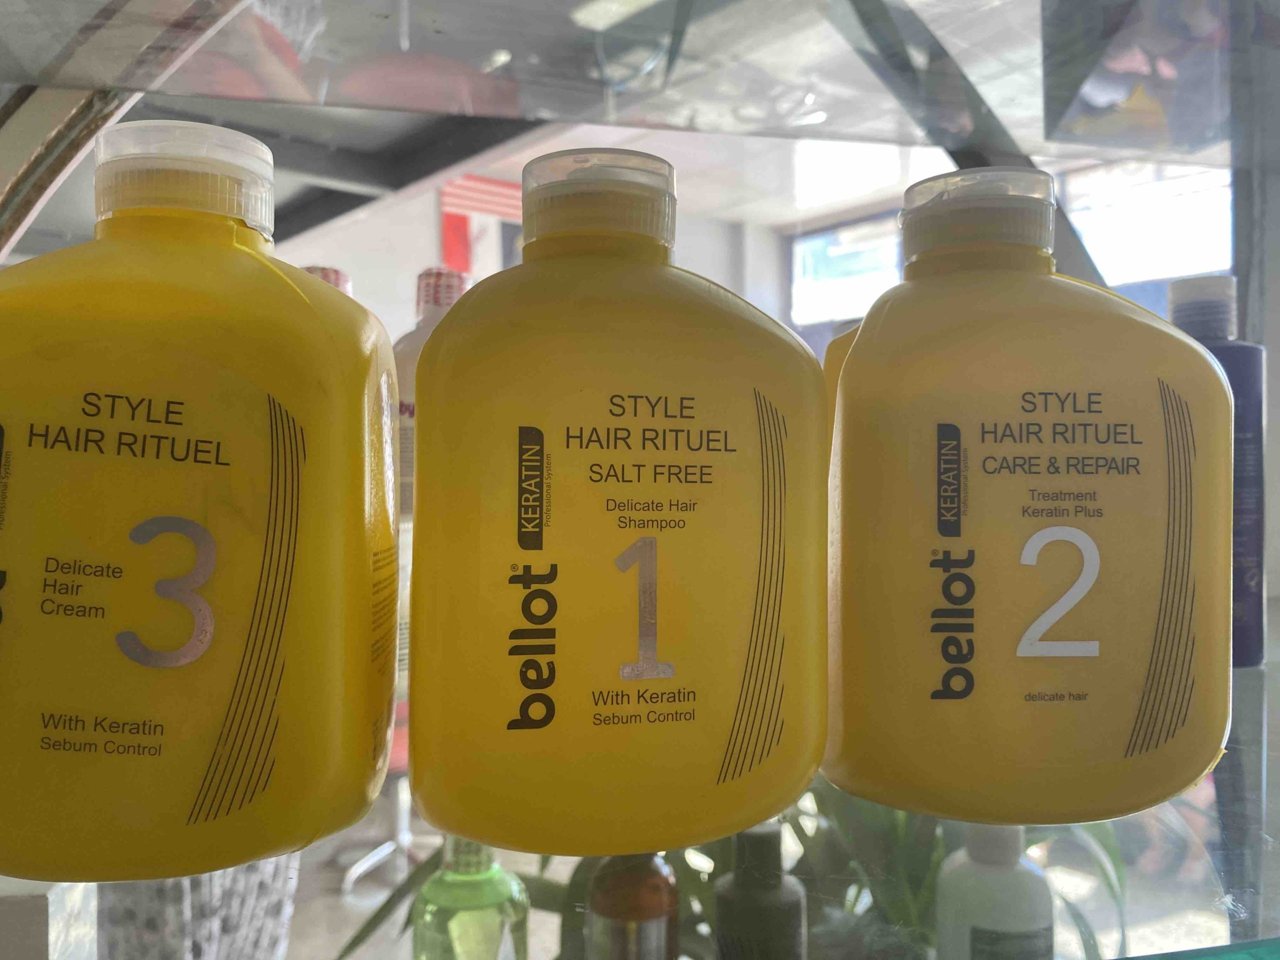 STYLE
HAIR RITUEL
Delicate
Hair
Cream
3
With Keratin
Sebum Control
Professional System
STYLE
HAIR RITUEL
SALT FREE
Delicate Hair
Shampoo
1
With Keratin
Sebum Control
bellot®
KERATIN
Professional System
STYLE
HAIR RITUEL
CARE & REPAIR
Treatment
Keratin Plus
2
delicate hair
bellot®
KERATIN
Professional System